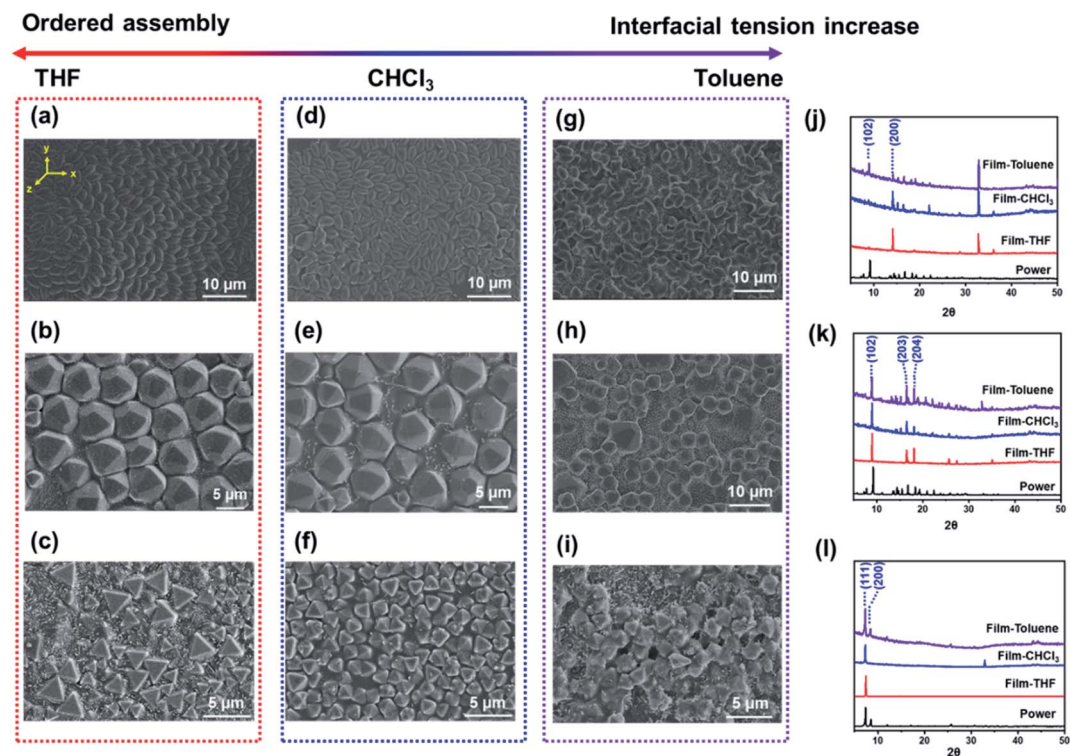 Ordered assembly
Interfacial tension increase
THF
CHCl₃
Toluene
(a)
y
x
z
10 μm
(b)
5 μm
(c)
5 μm
(d)
10 μm
(e)
5 μm
(f)
5 μm
(g)
10 μm
(h)
10 μm
(i)
5 μm
(j)
(102)
(200)
Film-Toluene
Film-CHCl₃
Film-THF
Power
10 20 30 40 50
2θ
(k)
(102)
(203)
(204)
Film-Toluene
Film-CHCl₃
Film-THF
Power
10 20 30 40 50
2θ
(l)
(111)
(200)
Film-Toluene
Film-CHCl₃
Film-THF
Power
10 20 30 40 50
2θ